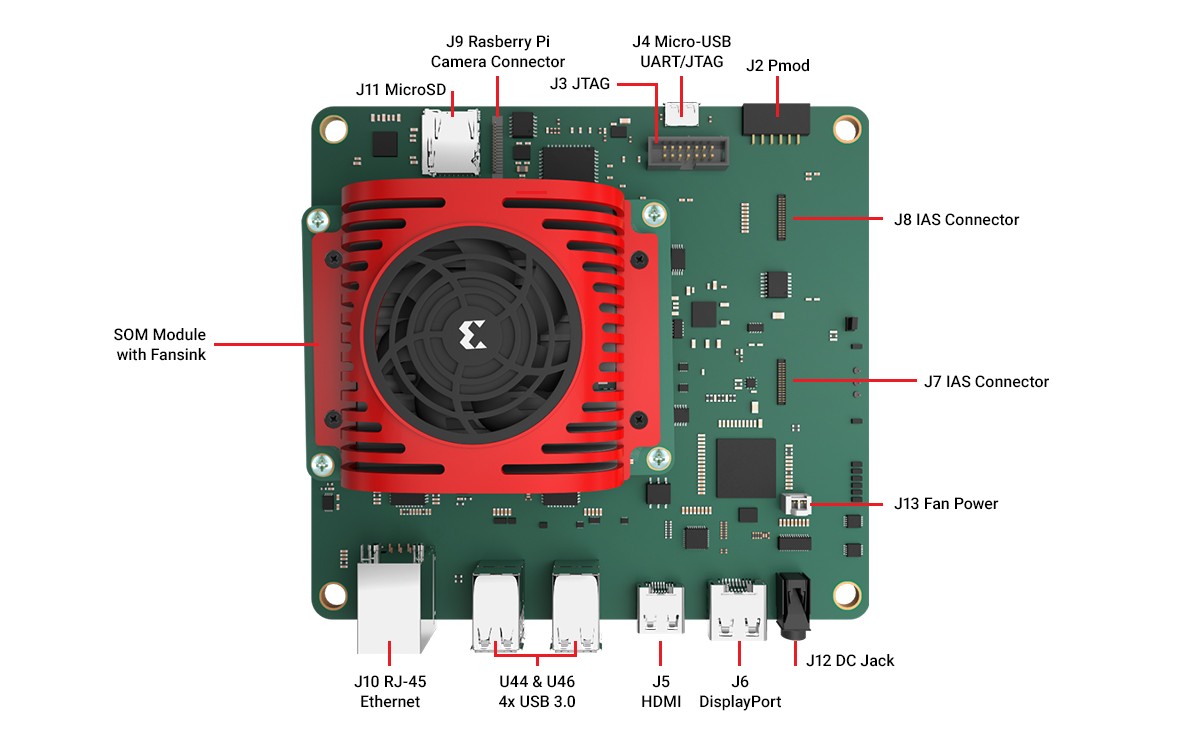 J9 Rasberry Pi
Camera Connector
J4 Micro-USB
UART/JTAG
J2 Pmod
J3 JTAG
J11 MicroSD
J8 IAS Connector
SOM Module
with Fansink
J7 IAS Connector
J13 Fan Power
J12 DC Jack
J10 RJ-45
Ethernet
U44 & U46
4x USB 3.0
J5
HDMI
J6
DisplayPort